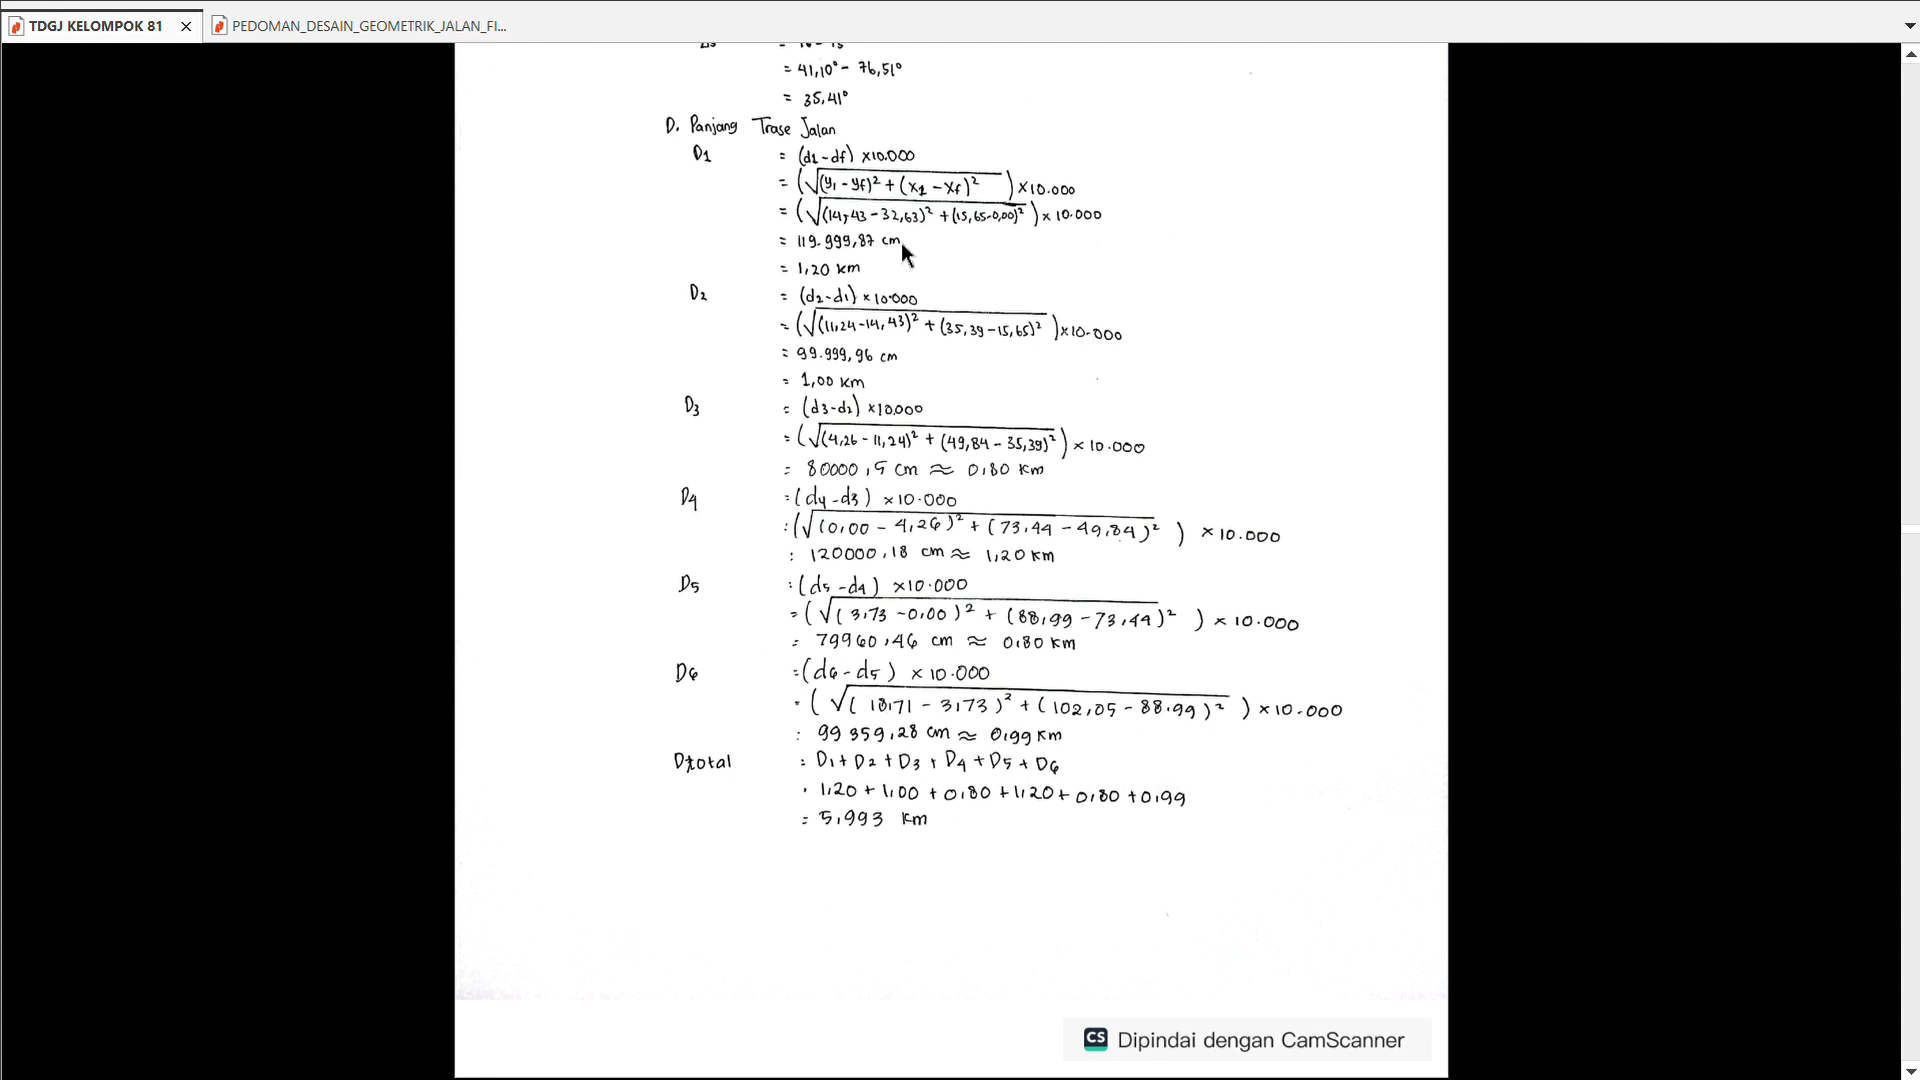 TDGJ KELOMPOK 81
PEDOMAN_DESAIN_GEOMETRIK_JALAN_FI...
= 41,10° - 76,51°
= 35,41°
D. Panjang Trase Jalan
D1 = (d1-df) x10.000
= (√(y1 - yf)² + (x1 - xf)²) x10.000
= (√(14,43 - 32,63)² + (15,65-0,00)²) x 10.000
= 119.999,87 cm
= 1,20 km
D2 = (d2-d1) x 10.000
= (√(11,24-14,43)² + (35,39-15,65)²) x10.000
= 99.999,96 cm
= 1,00 km
D3 = (d3-d2) x10.000
= (√(4,26 - 11,24)² + (49,84 - 35,39)²) x 10.000
= 80000,5 cm ≈ 0,80 km
D4 = (d4-d3) x10.000
: (√(0,00 - 4,26)² + (73,44 - 49,84)²) x 10.000
: 120000,18 cm ≈ 1,20 km
D5 : (d5-d4) x10.000
= (√(3,73 - 0,00)² + (88,99 - 73,44)²) x 10.000
= 79960,46 cm ≈ 0,80 km
D6 = (d6-d5) x 10.000
= (√(18,71 - 3,73)² + (102,05 - 88,99)²) x 10.000
: 99359,28 cm ≈ 0,99 km
Dtotal = D1 + D2 + D3 + D4 + D5 + D6
= 1,20 + 1,00 + 0,80 + 1,20 + 0,80 + 0,99
= 5,993 km
CS Dipindai dengan CamScanner